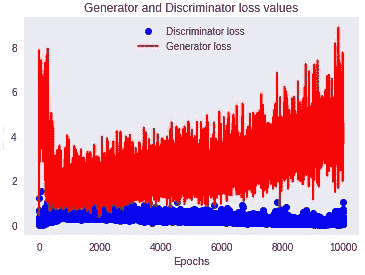 Generator and Discriminator loss values
Discriminator loss
Generator loss
8
6
4
2
0
0 2000 4000 6000 8000 10000
Epochs